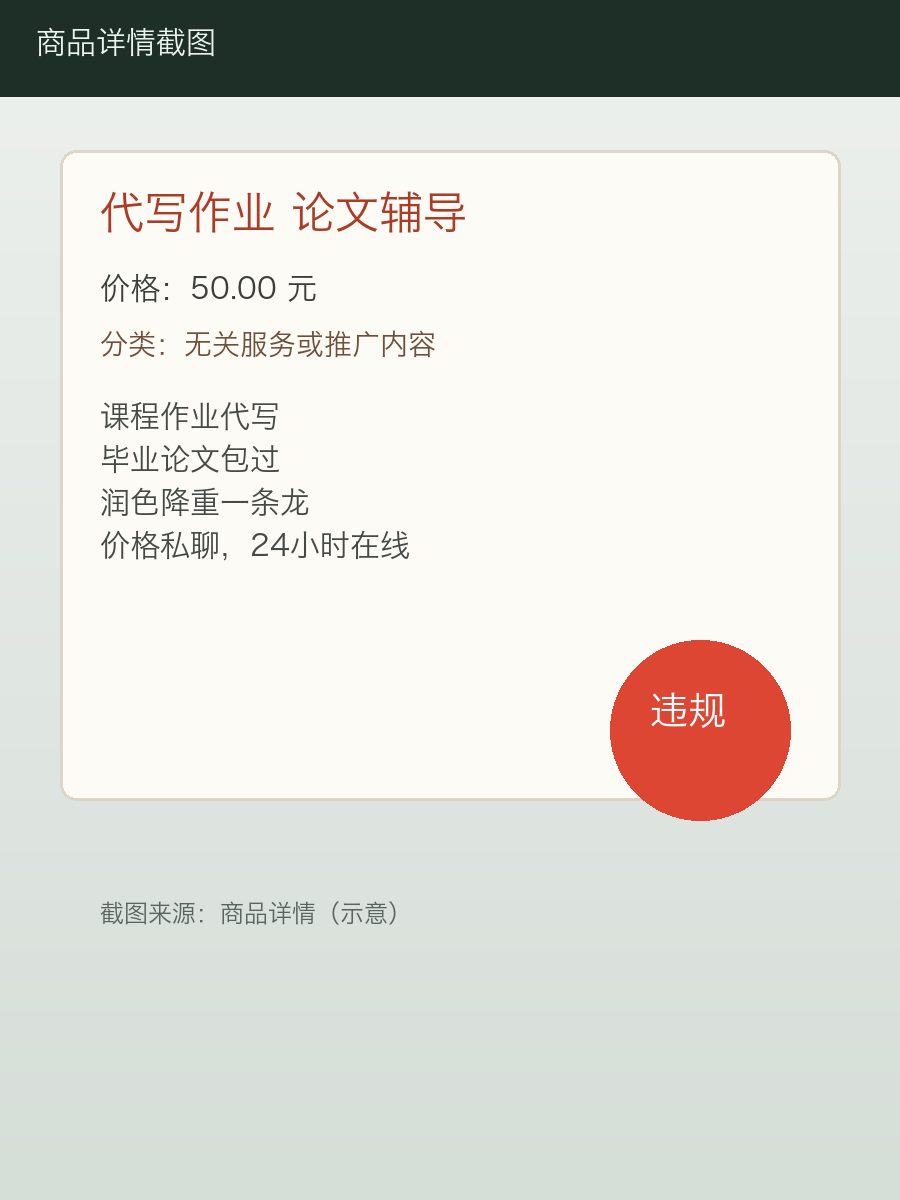 商品详情截图
代写作业 论文辅导
价格：50.00 元
分类：无关服务或推广内容
课程作业代写
毕业论文包过
润色降重一条龙
价格私聊，24小时在线
违规
截图来源：商品详情（示意）